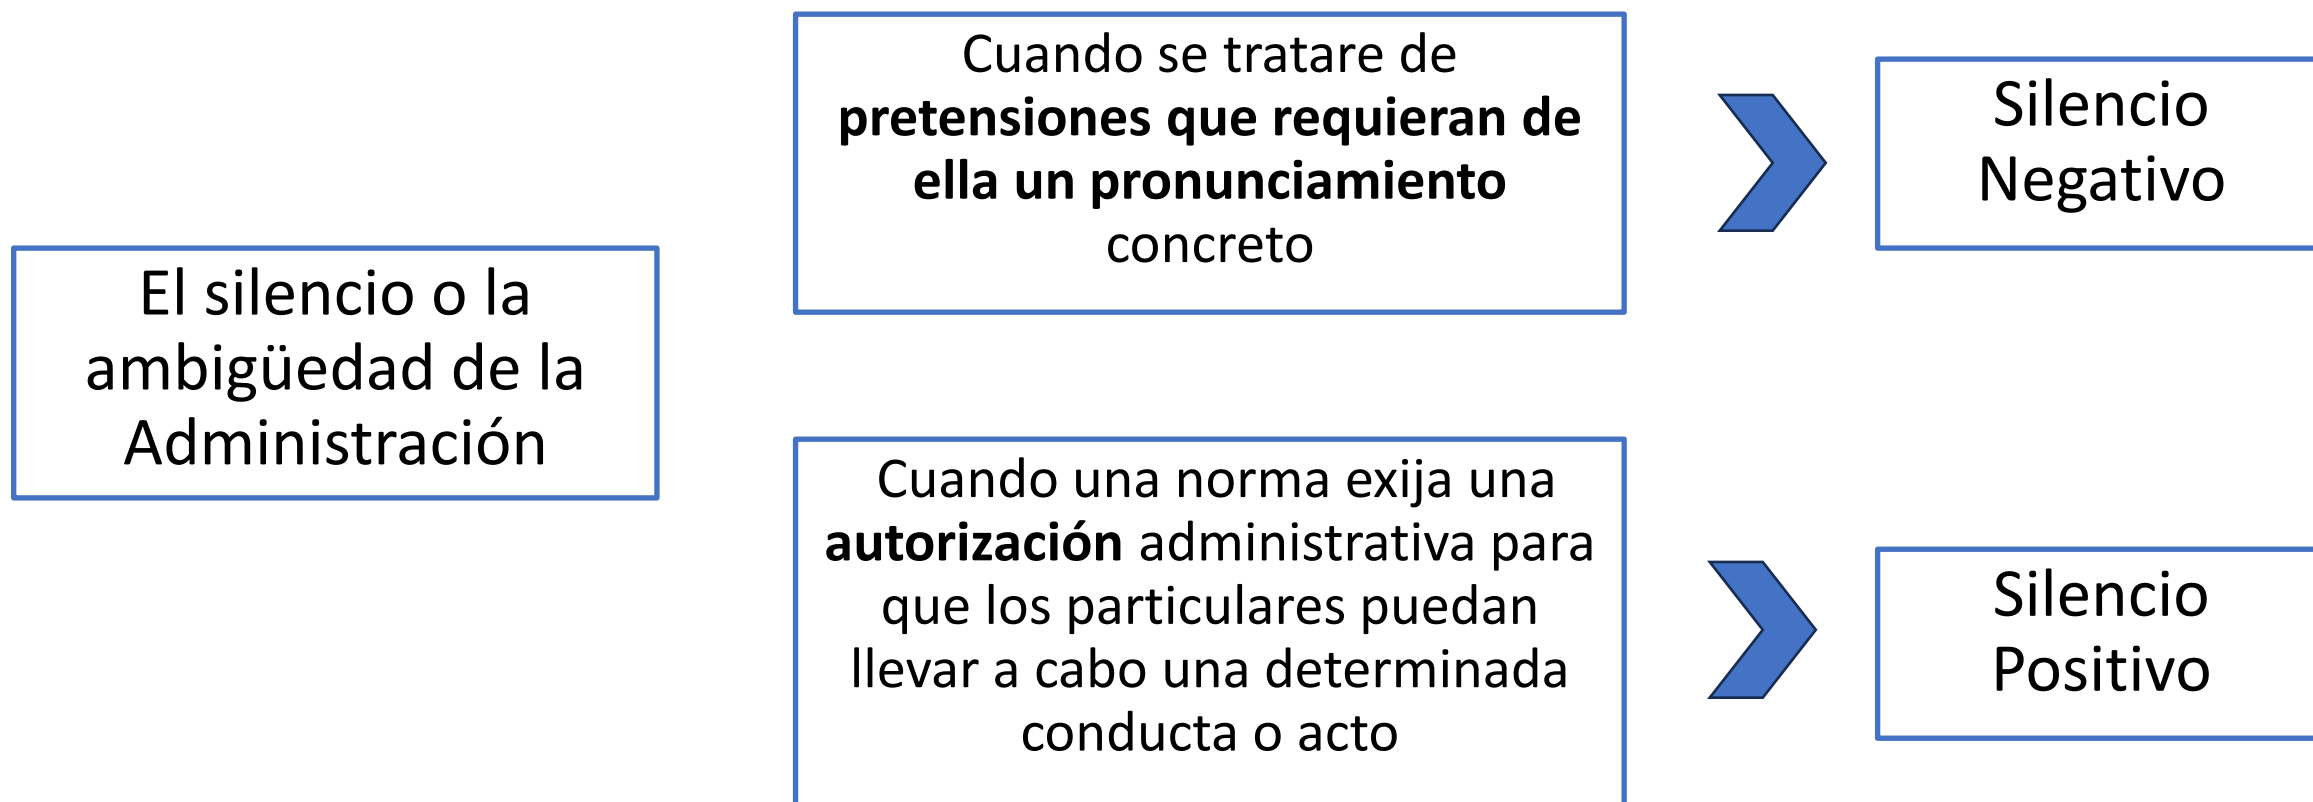 El silencio o la
ambigüedad de la
Administración
Cuando se tratare de
pretensiones que requieran de
ella un pronunciamiento
concreto
Silencio
Negativo
Cuando una norma exija una
autorización administrativa para
que los particulares puedan
llevar a cabo una determinada
conducta o acto
Silencio
Positivo